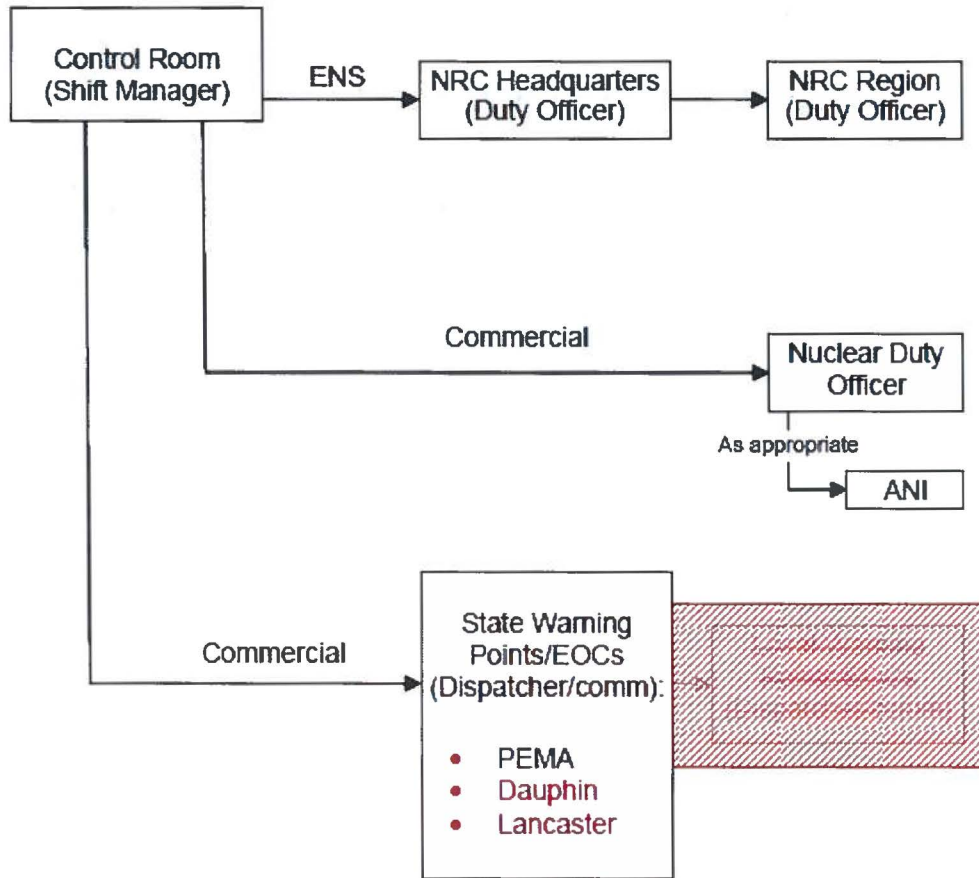 Control Room
(Shift Manager)
ENS
NRC Headquarters
(Duty Officer)
NRC Region
(Duty Officer)
Commercial
Nuclear Duty
Officer
As appropriate
ANI
Commercial
State Warning
Points/EOCs
(Dispatcher/comm):
• PEMA
• Dauphin
• Lancaster